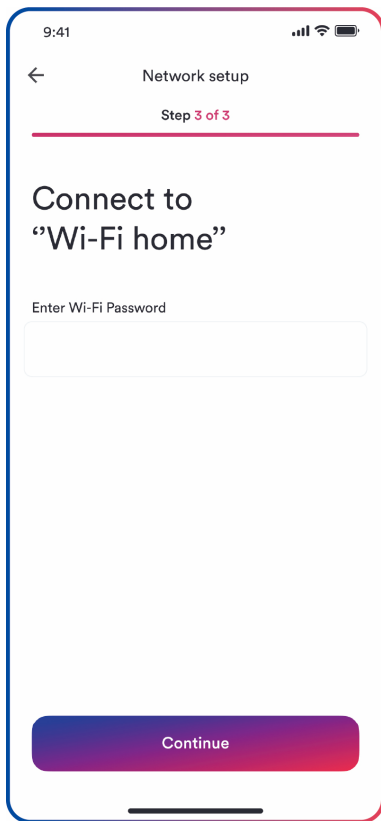 9:41
Network setup
Step 3 of 3
Connect to
‘’Wi-Fi home’’
Enter Wi-Fi Password
Continue